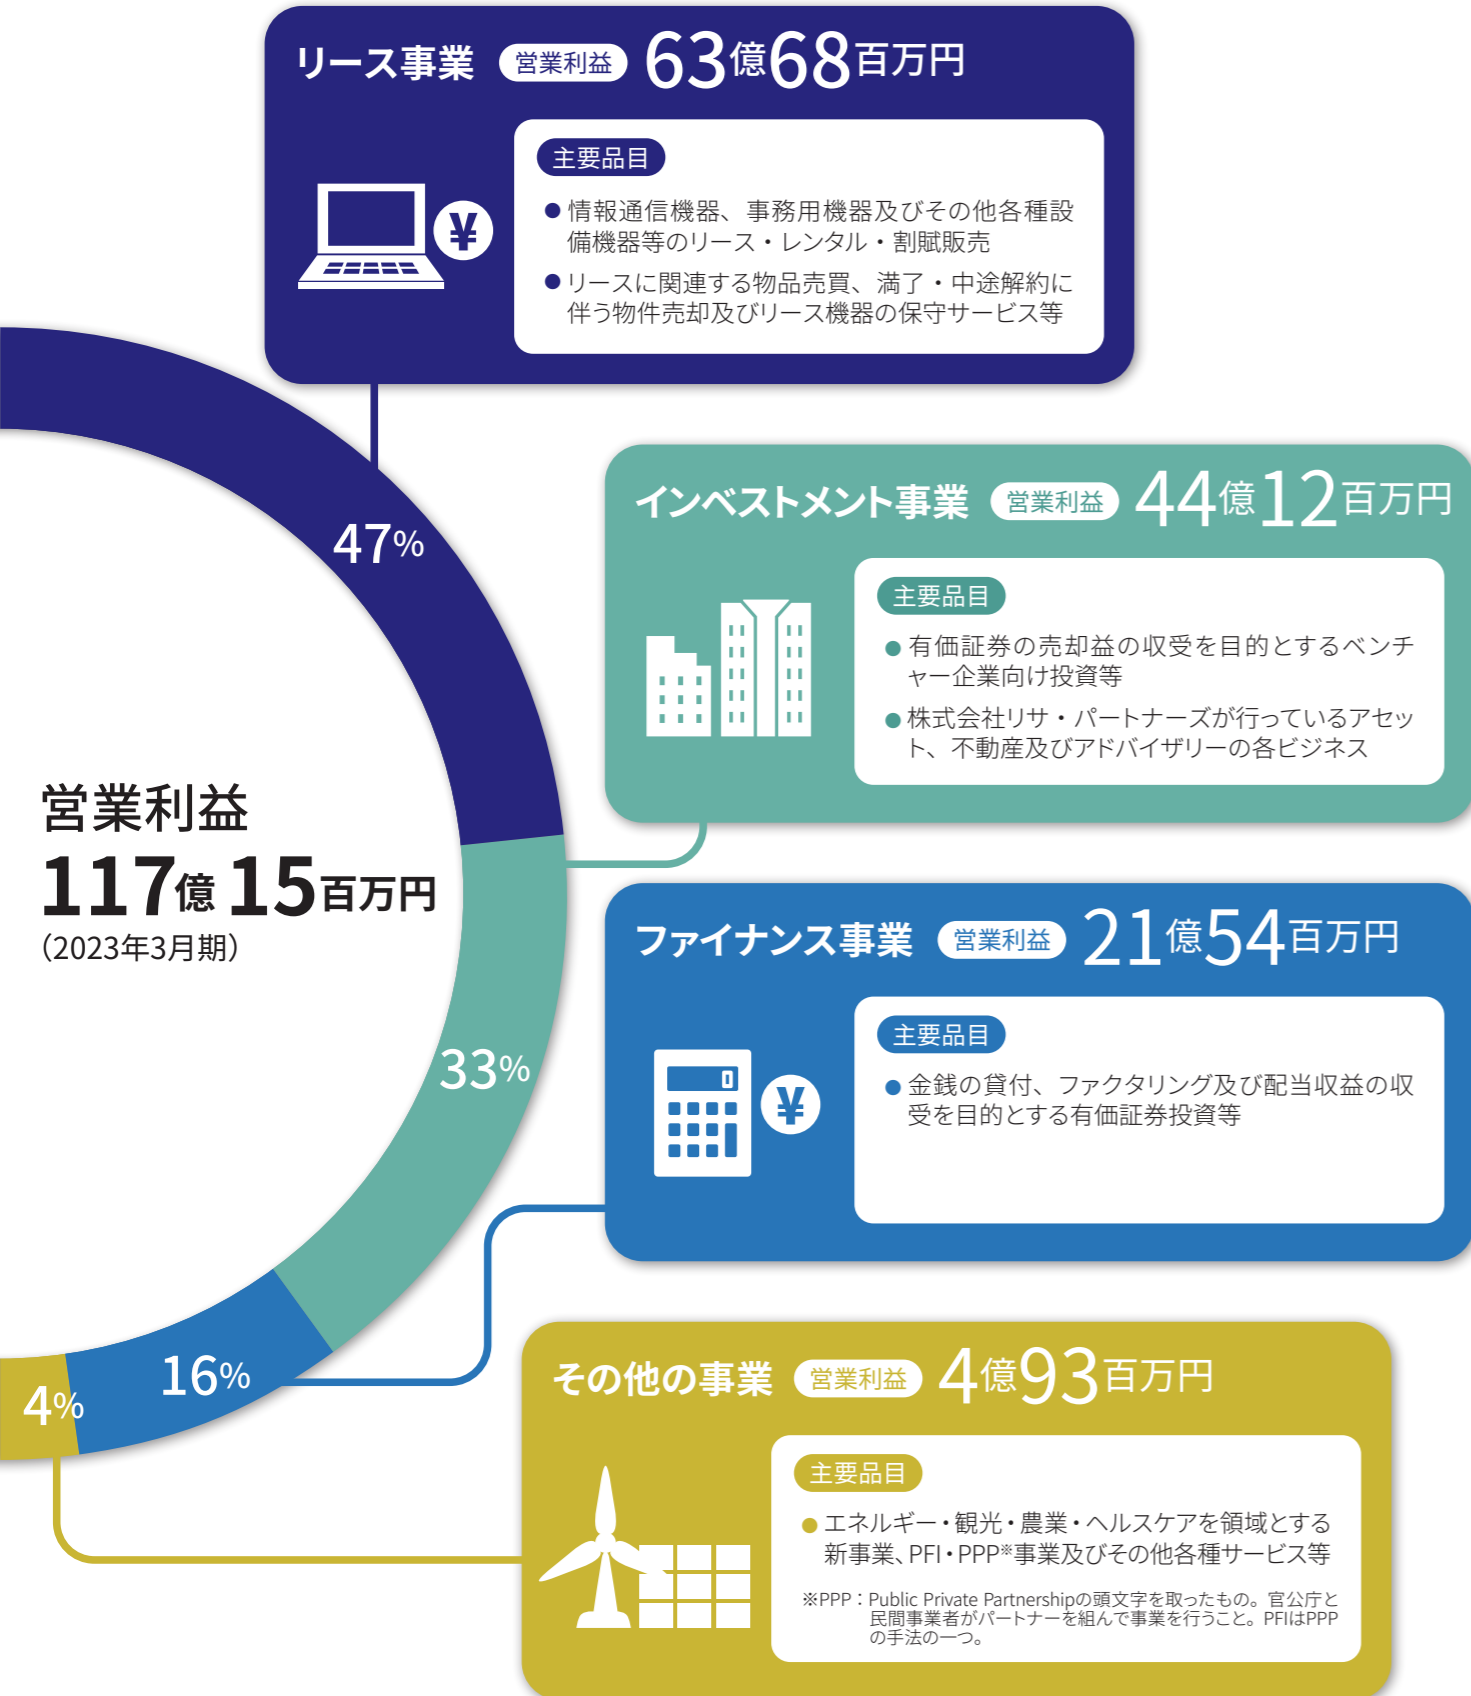 リース事業 営業利益 63億68百万円
主要品目
●情報通信機器、事務用機器及びその他各種設
備機器等のリース・レンタル・割賦販売
●リースに関連する物品売買、満了・中途解約に
伴う物件売却及びリース機器の保守サービス等
47%
インベストメント事業 営業利益 44億12百万円
主要品目
●有価証券の売却益の収受を目的とするベンチ
ャー企業向け投資等
●株式会社リサ・パートナーズが行っているアセッ
ト、不動産及びアドバイザリーの各ビジネス
営業利益
117億15百万円
（2023年3月期）
33%
ファイナンス事業 営業利益 21億54百万円
主要品目
●金銭の貸付、ファクタリング及び配当収益の収
受を目的とする有価証券投資等
16%
4%
その他の事業 営業利益 4億93百万円
主要品目
●エネルギー・観光・農業・ヘルスケアを領域とする
新事業、PFI・PPP※事業及びその他各種サービス等
※PPP：Public Private Partnershipの頭文字を取ったもの。官公庁と
民間事業者がパートナーを組んで事業を行うこと。PFIはPPP
の手法の一つ。
¥
¥
0